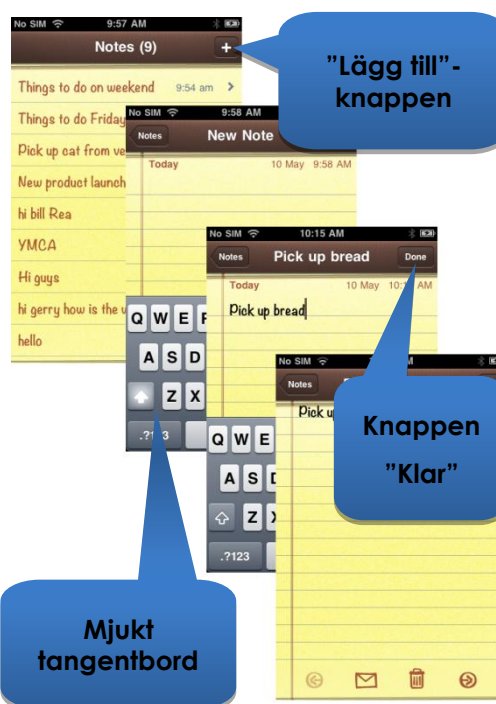 No SIM 9:57 AM
Notes (9) +
Things to do on weekend 9:54 am
Things to do Friday
Pick up cat from ve
New product launch
hi bill Rea
YMCA
Hi guys
hi gerry how is the
hello
"Lägg till"-
knappen
No SIM 9:58 AM
Notes New Note
Today 10 May 9:58 AM
Q W E
A S D
Z X
.?123
No SIM 10:15 AM
Notes Pick up bread Done
Today 10 May
Pick up bread
Q W E
A S
Z
.?123
No SIM
Notes
Pick
Knappen
"Klar"
Mjukt
tangentbord